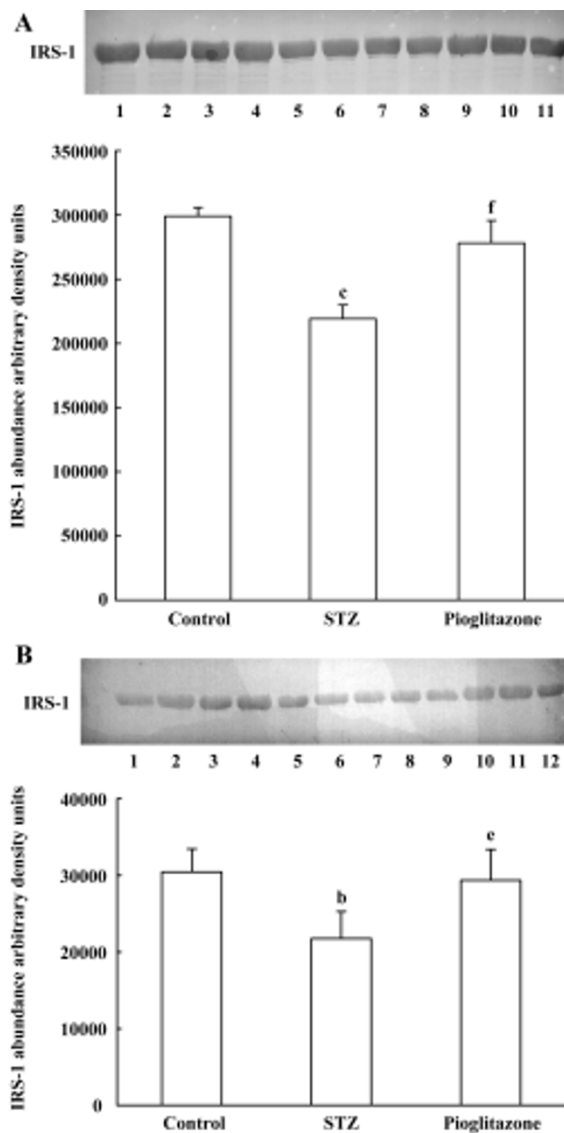 A
IRS-1
1 2 3 4 5 6 7 8 9 10 11
IRS-1 abundance arbitrary density units
350000
300000
250000
200000
150000
100000
50000
0
c
f
Control STZ Pioglitazone
B
IRS-1
1 2 3 4 5 6 7 8 9 10 11 12
IRS-1 abundance arbitrary density units
40000
30000
20000
10000
0
b
e
Control STZ Pioglitazone